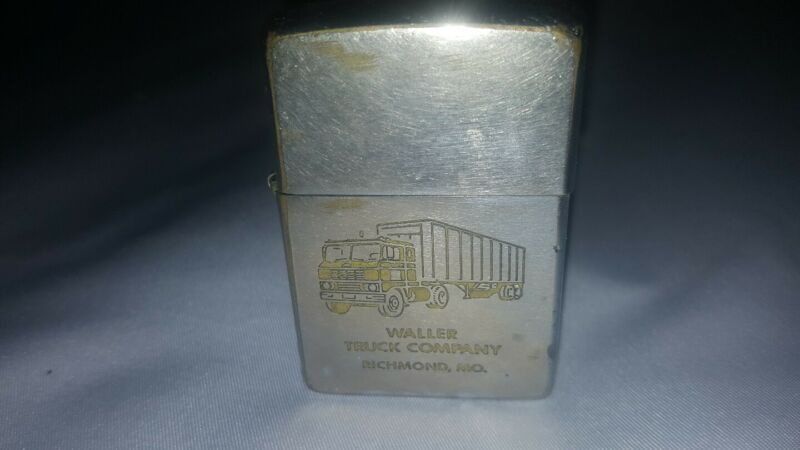 WALLER
TRUCK COMPANY
RICHMOND, MO.